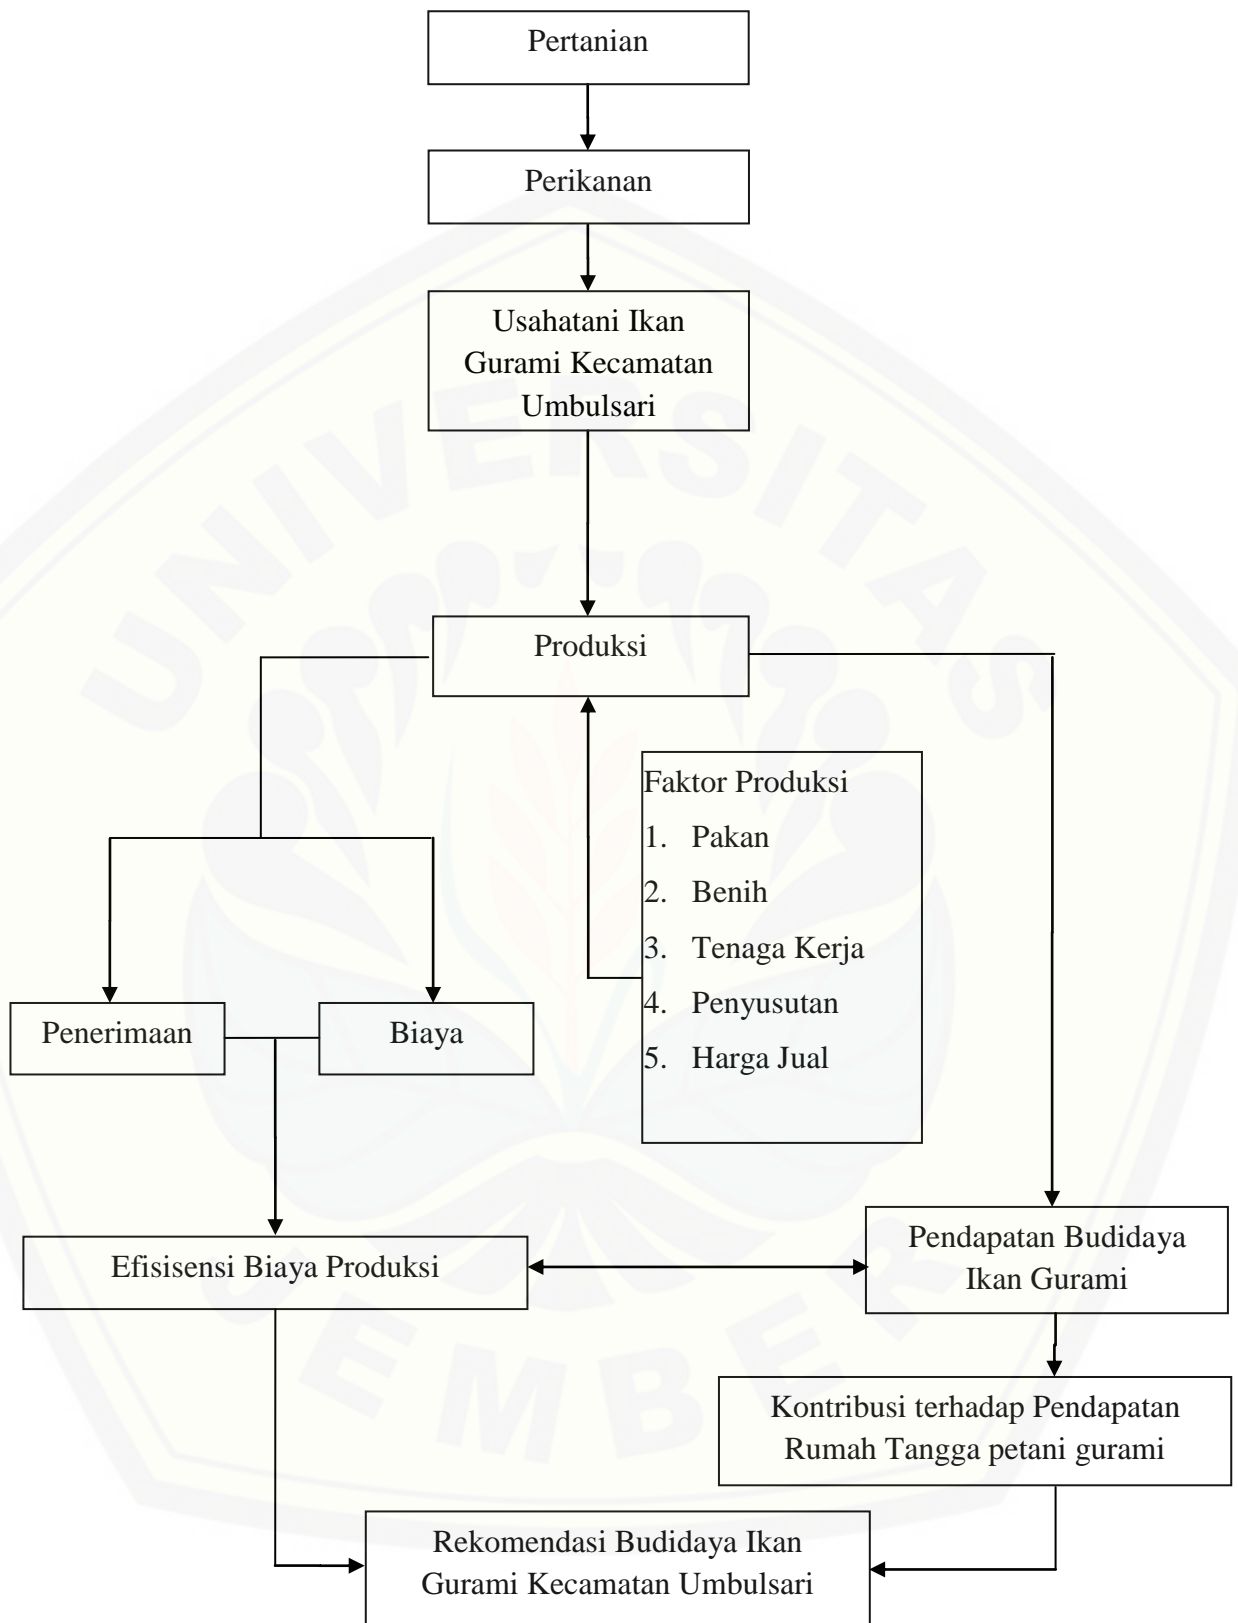 Pertanian
Perikanan
Usahatani Ikan
Gurami Kecamatan
Umbulsari
Produksi
Faktor Produksi
1. Pakan
2. Benih
3. Tenaga Kerja
4. Penyusutan
5. Harga Jual
Penerimaan
Biaya
Efisisensi Biaya Produksi
Pendapatan Budidaya
Ikan Gurami
Kontribusi terhadap Pendapatan
Rumah Tangga petani gurami
Rekomendasi Budidaya Ikan
Gurami Kecamatan Umbulsari
UNIVERSITAS
JEMBER